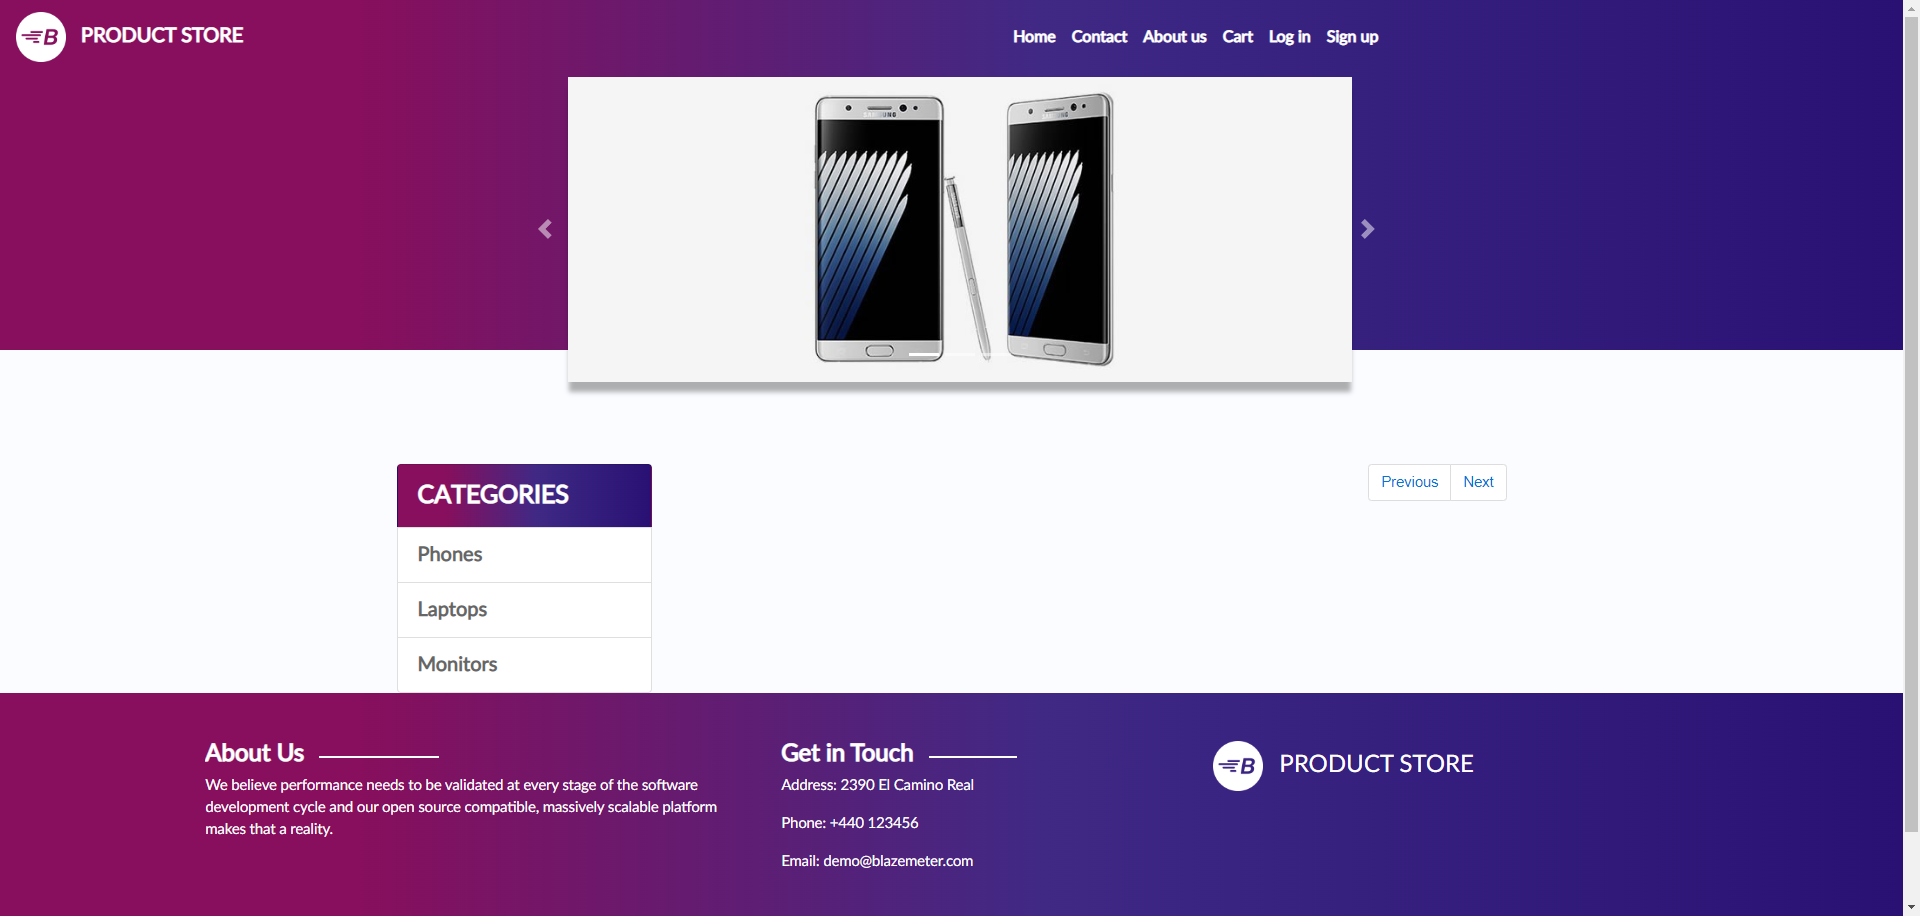 B PRODUCT STORE
Home Contact About us Cart Log in Sign up
SAMSUNG
SAMSUNG
CATEGORIES
Previous Next
Phones
Laptops
Monitors
About Us
We believe performance needs to be validated at every stage of the software
development cycle and our open source compatible, massively scalable platform
makes that a reality.
Get in Touch
Address: 2390 El Camino Real
Phone: +440 123456
Email: demo@blazemeter.com
B PRODUCT STORE